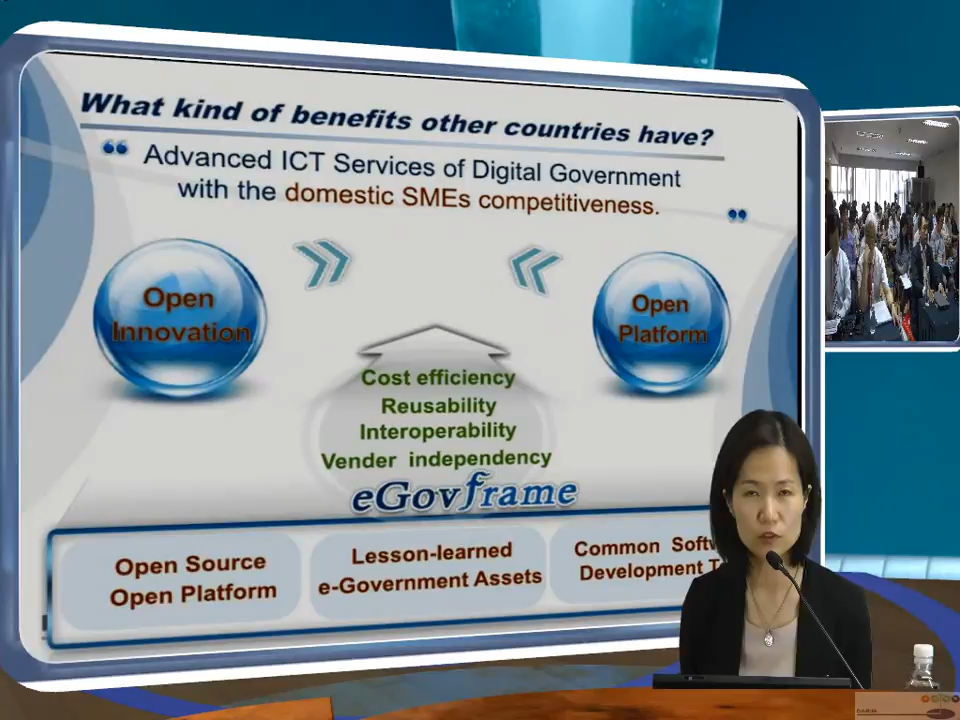 What kind of benefits other countries have?
“ Advanced ICT Services of Digital Government
with the domestic SMEs competitiveness. ”
Open
Innovation
Open
Platform
Cost efficiency
Reusability
Interoperability
Vender independency
eGovframe
Open Source
Open Platform
Lesson-learned
e-Government Assets
Common Softw
Development T